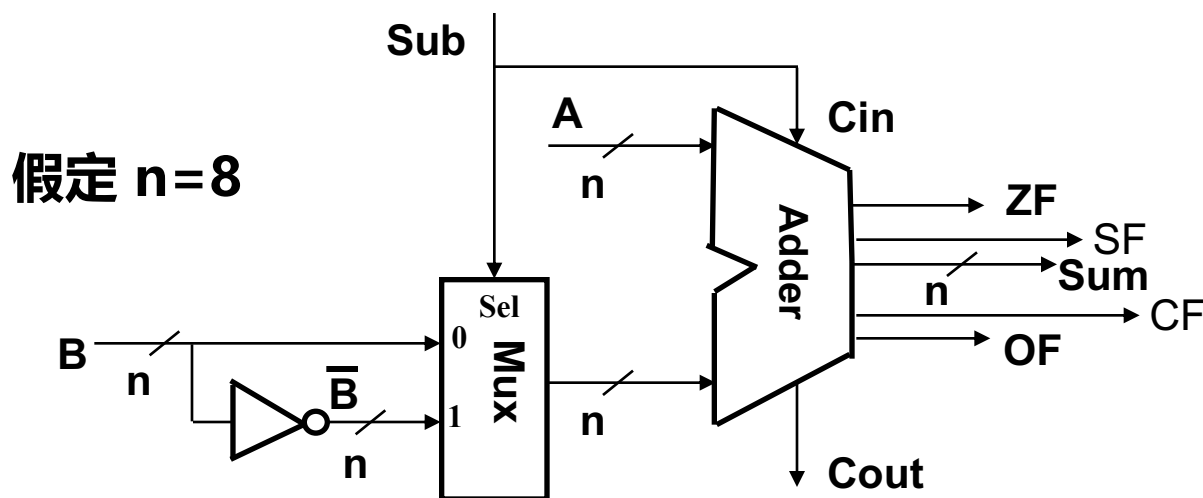 Sub
A
Cin
n
假定 n=8
ZF
SF
Adder
n
Sum
Sel
CF
0
B
Mux
OF
n
B̅
1
n
n
Cout